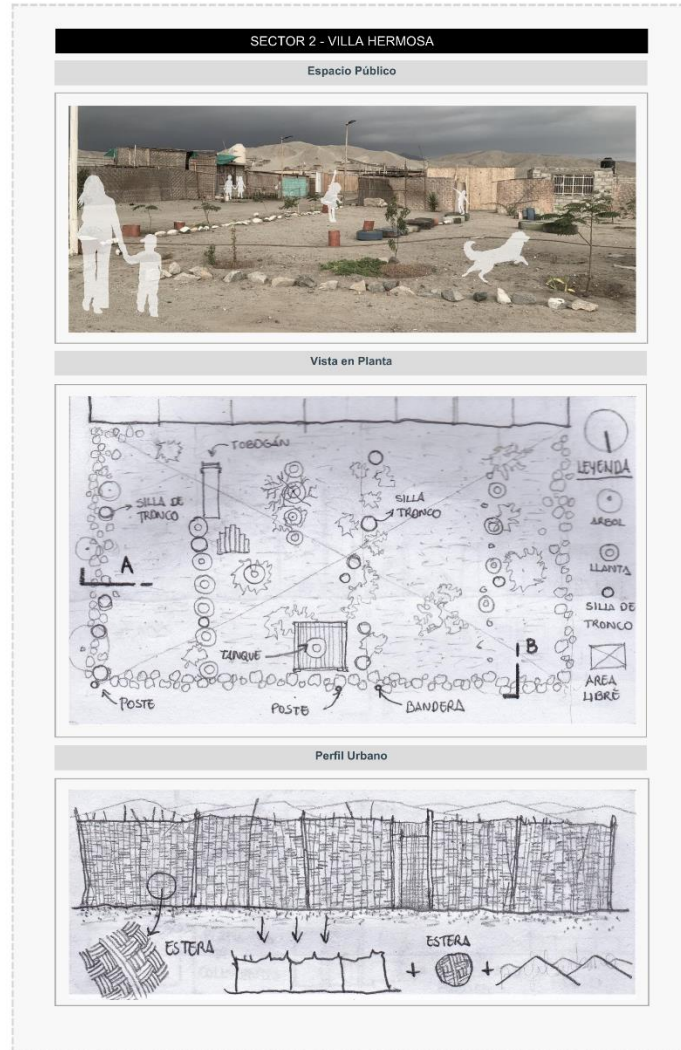 SECTOR 2 - VILLA HERMOSA
Espacio Público
Vista en Planta
TOBOGÁN
SILLA DE
TRONCO
SILLA
TRONCO
A
TANQUE
B
POSTE
POSTE
BANDERA
LEYENDA
ARBOL
LLANTA
SILLA DE
TRONCO
AREA
LIBRE
Perfil Urbano
ESTERA
ESTERA
+
+